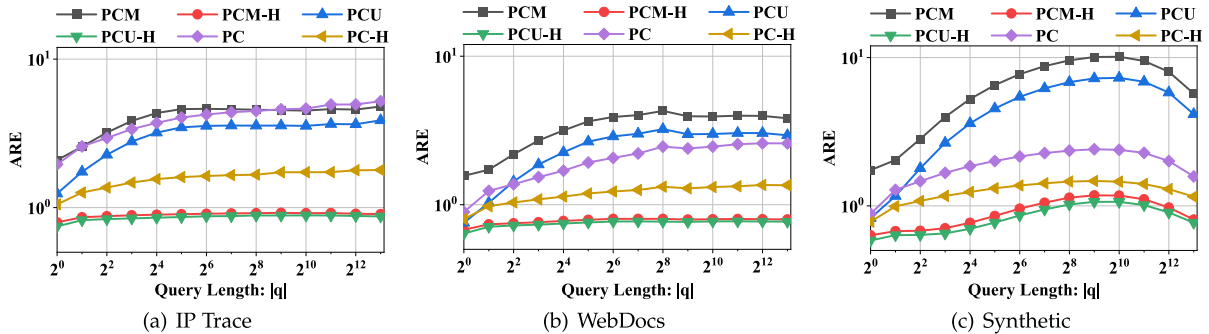 PCM PCM-H PCU
PCU-H PC PC-H
10^1
10^0
ARE
2^0 2^2 2^4 2^6 2^8 2^10 2^12
Query Length: |q|
(a) IP Trace
PCM PCM-H PCU
PCU-H PC PC-H
10^1
10^0
ARE
2^0 2^2 2^4 2^6 2^8 2^10 2^12
Query Length: |q|
(b) WebDocs
PCM PCM-H PCU
PCU-H PC PC-H
10^1
10^0
ARE
2^0 2^2 2^4 2^6 2^8 2^10 2^12
Query Length: |q|
(c) Synthetic